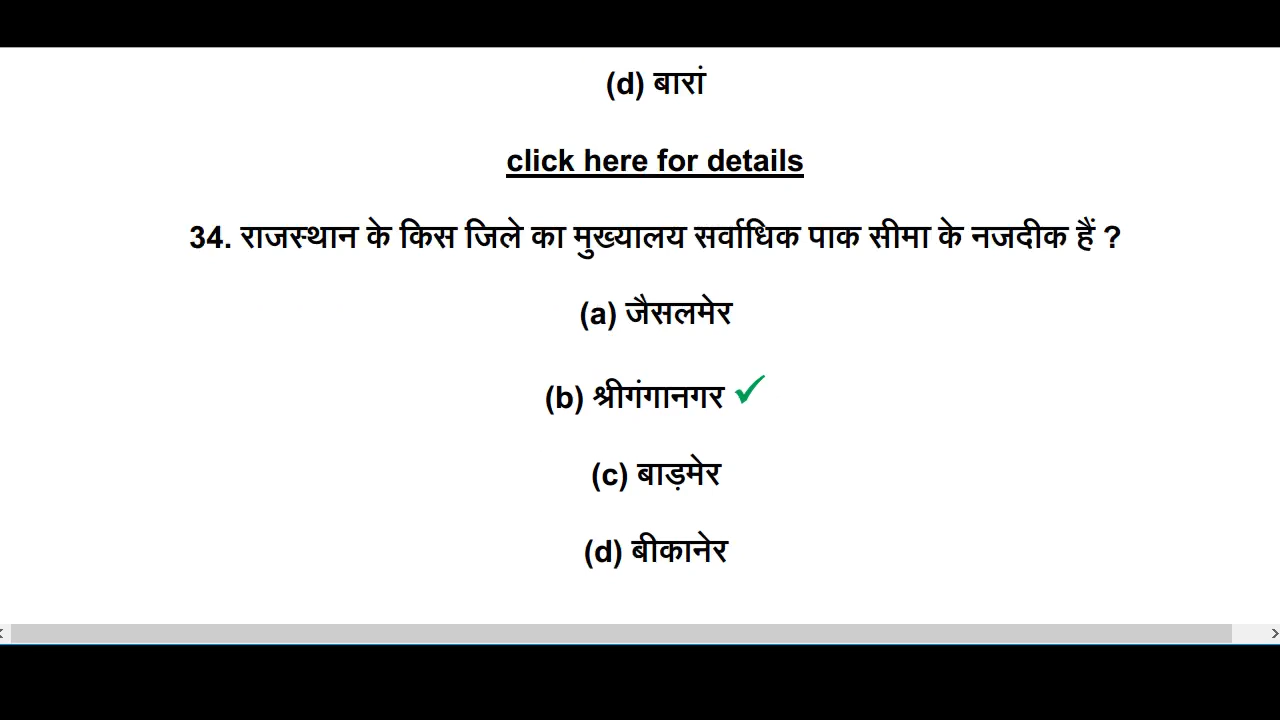 (d) बारां
click here for details
34. राजस्थान के किस जिले का मुख्यालय सर्वाधिक पाक सीमा के नजदीक हैं ?
(a) जैसलमेर
(b) श्रीगंगानगर ✓
(c) बाड़मेर
(d) बीकानेर